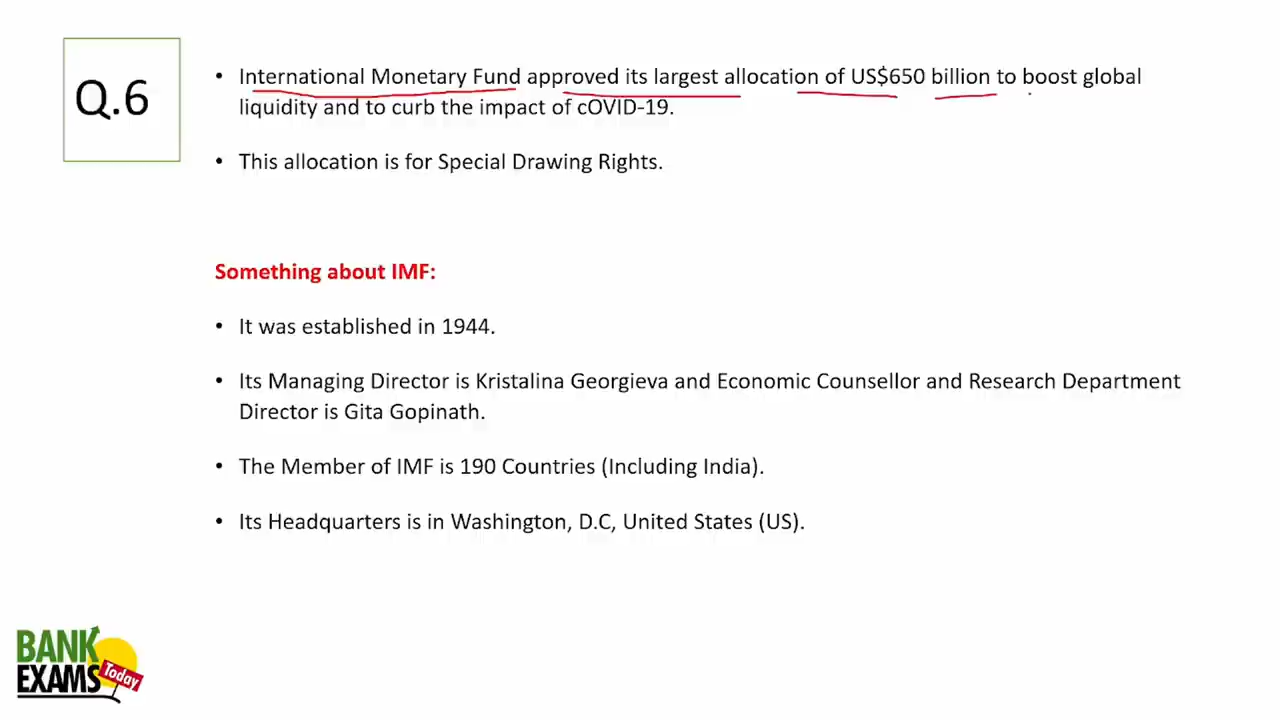 Q.6
• International Monetary Fund approved its largest allocation of US$650 billion to boost global
liquidity and to curb the impact of cOVID-19.
• This allocation is for Special Drawing Rights.
Something about IMF:
• It was established in 1944.
• Its Managing Director is Kristalina Georgieva and Economic Counsellor and Research Department
Director is Gita Gopinath.
• The Member of IMF is 190 Countries (Including India).
• Its Headquarters is in Washington, D.C, United States (US).
BANK
EXAMS
Today